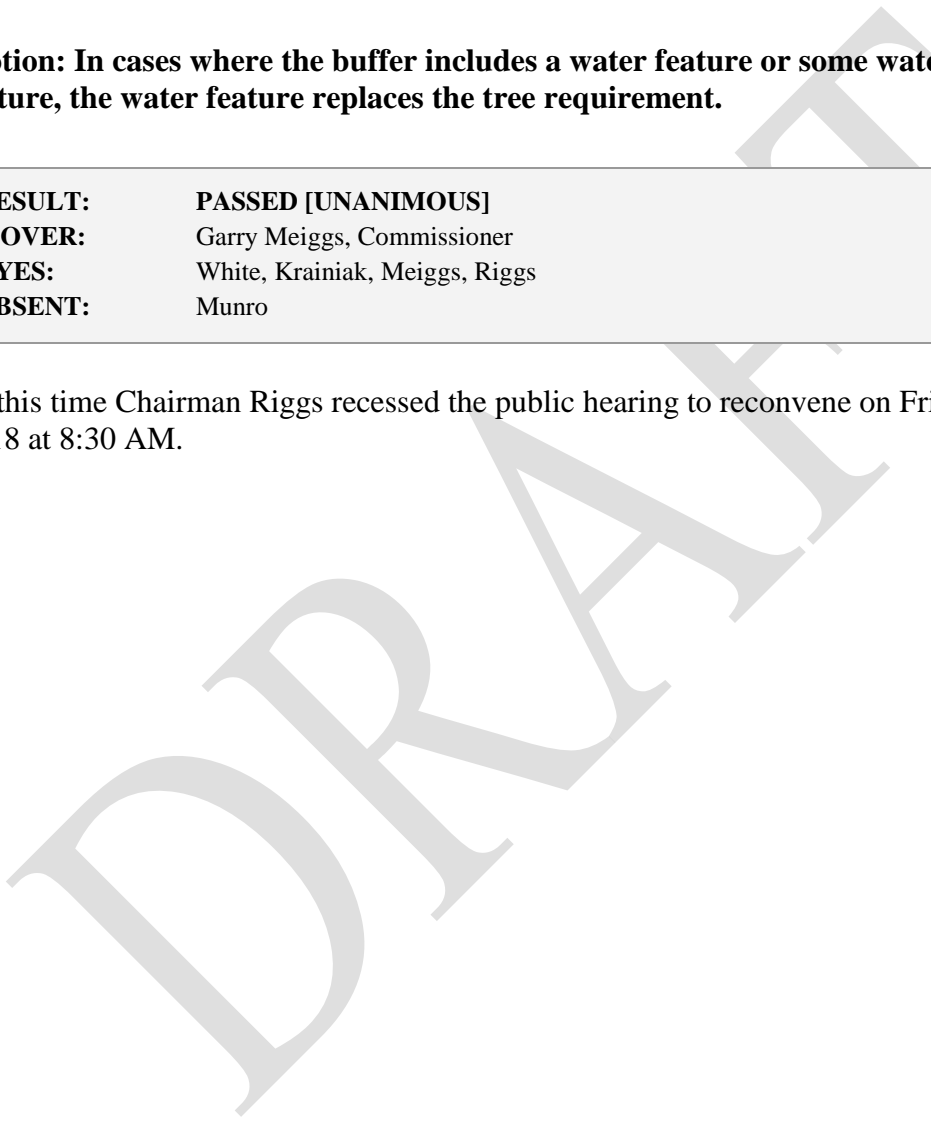 otion: In cases where the buffer includes a water feature or some wate
ture, the water feature replaces the tree requirement.
ESULT: PASSED [UNANIMOUS]
OVER: Garry Meiggs, Commissioner
YES: White, Krainiak, Meiggs, Riggs
BSENT: Munro
this time Chairman Riggs recessed the public hearing to reconvene on Fri
8 at 8:30 AM.
DRAFT